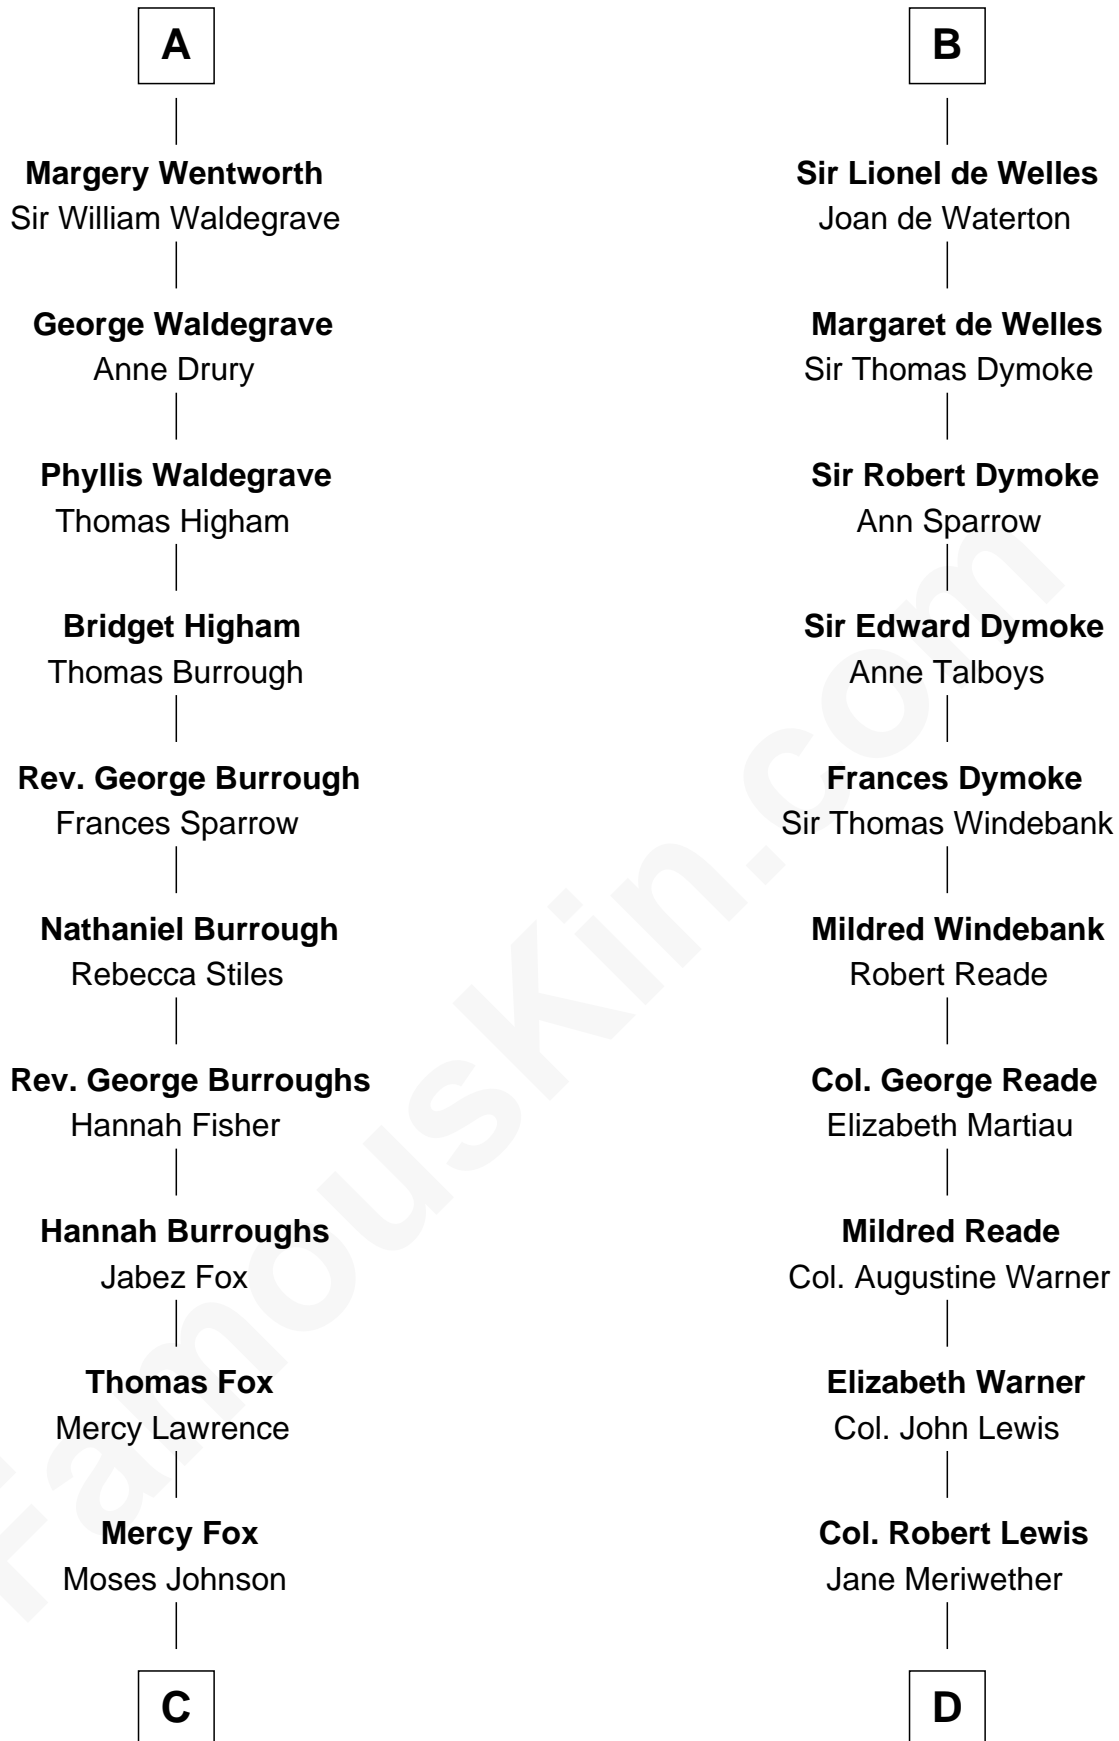 A
Margery Wentworth
Sir William Waldegrave
George Waldegrave
Anne Drury
Phyllis Waldegrave
Thomas Higham
Bridget Higham
Thomas Burrough
Rev. George Burrough
Frances Sparrow
Nathaniel Burrough
Rebecca Stiles
Rev. George Burroughs
Hannah Fisher
Hannah Burroughs
Jabez Fox
Thomas Fox
Mercy Lawrence
Mercy Fox
Moses Johnson
C
B
Sir Lionel de Welles
Joan de Waterton
Margaret de Welles
Sir Thomas Dymoke
Sir Robert Dymoke
Ann Sparrow
Sir Edward Dymoke
Anne Talboys
Frances Dymoke
Sir Thomas Windebank
Mildred Windebank
Robert Reade
Col. George Reade
Elizabeth Martiau
Mildred Reade
Col. Augustine Warner
Elizabeth Warner
Col. John Lewis
Col. Robert Lewis
Jane Meriwether
D
FamousKin.com